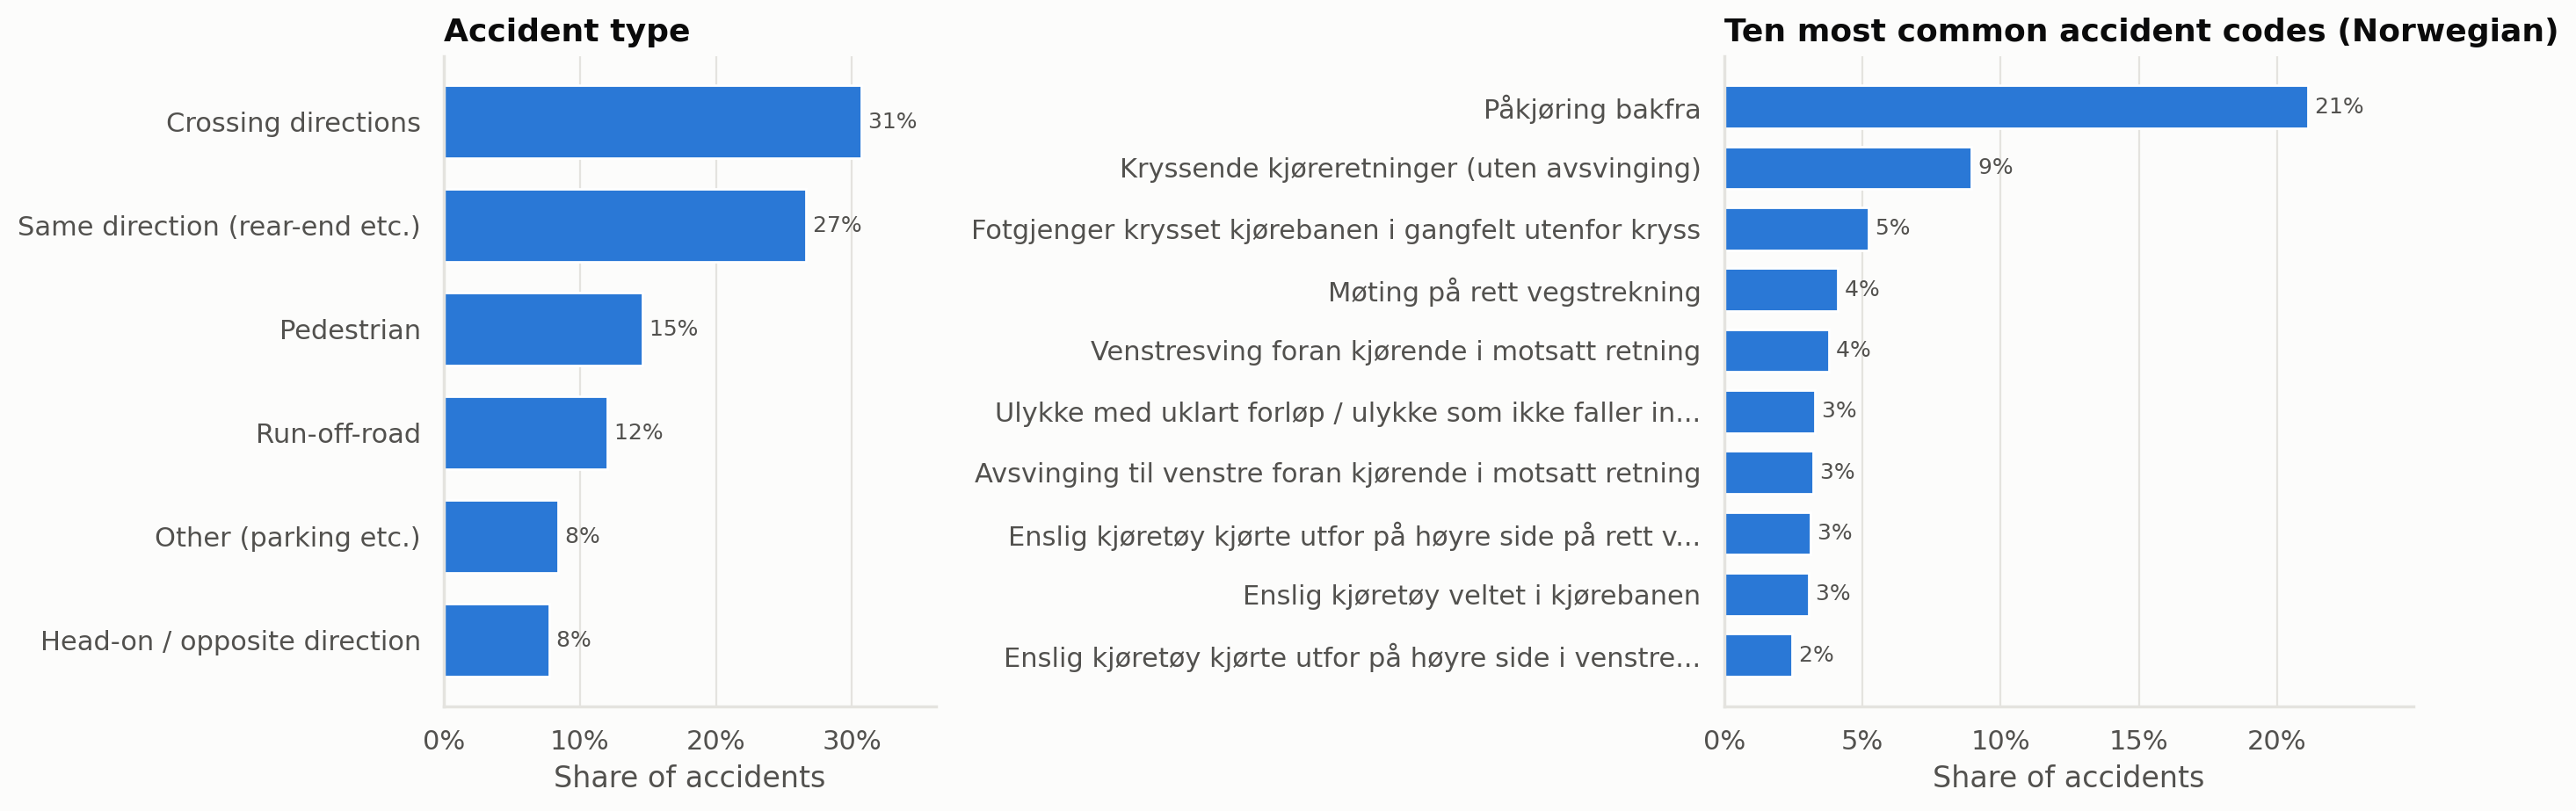 Accident type
Crossing directions
31%
Same direction (rear-end etc.)
27%
Pedestrian
15%
Run-off-road
12%
Other (parking etc.)
8%
Head-on / opposite direction
8%
0% 10% 20% 30%
Share of accidents
Ten most common accident codes (Norwegian)
Påkjøring bakfra
21%
Kryssende kjøreretninger (uten avsvinging)
9%
Fotgjenger krysset kjørebanen i gangfelt utenfor kryss
5%
Møting på rett vegstrekning
4%
Venstresving foran kjørende i motsatt retning
4%
Ulykke med uklart forløp / ulykke som ikke faller in...
3%
Avsvinging til venstre foran kjørende i motsatt retning
3%
Enslig kjøretøy kjørte utfor på høyre side på rett v...
3%
Enslig kjøretøy veltet i kjørebanen
3%
Enslig kjøretøy kjørte utfor på høyre side i venstre...
2%
0% 5% 10% 15% 20%
Share of accidents